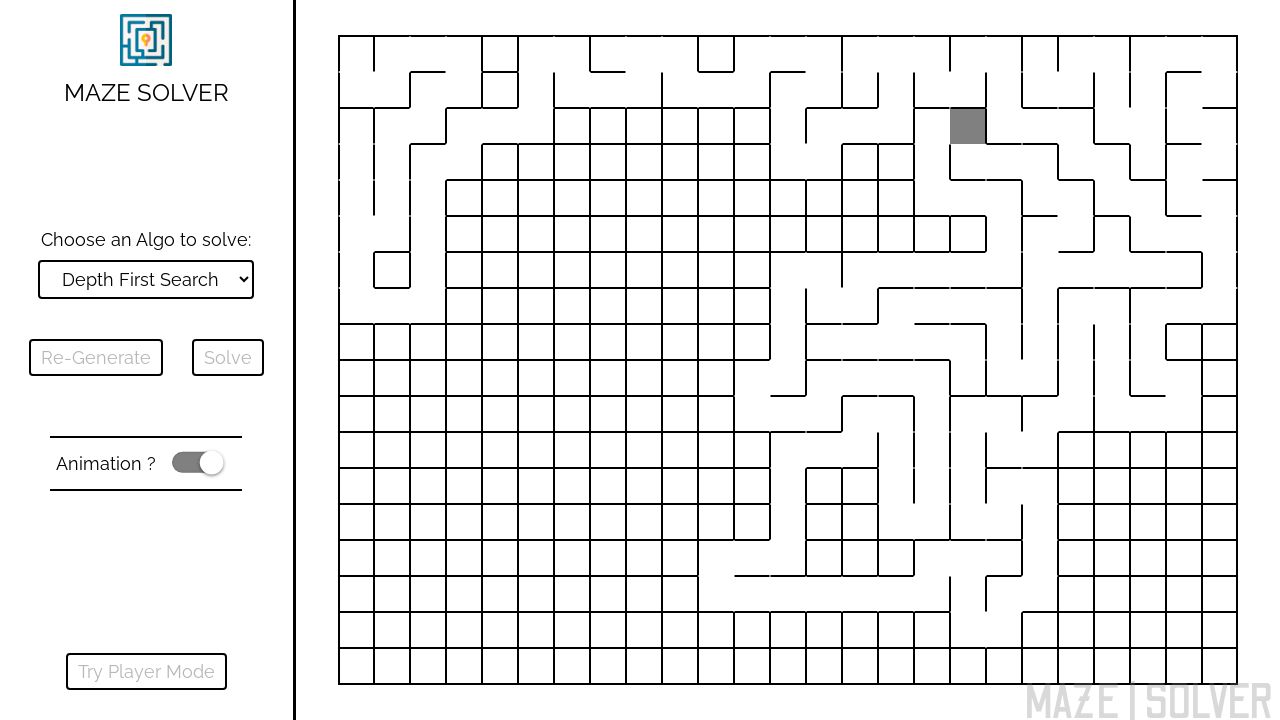 MAZE SOLVER
Choose an Algo to solve:
Depth First Search
Re-Generate
Solve
Animation ?
Try Player Mode
MAZE | SOLVER